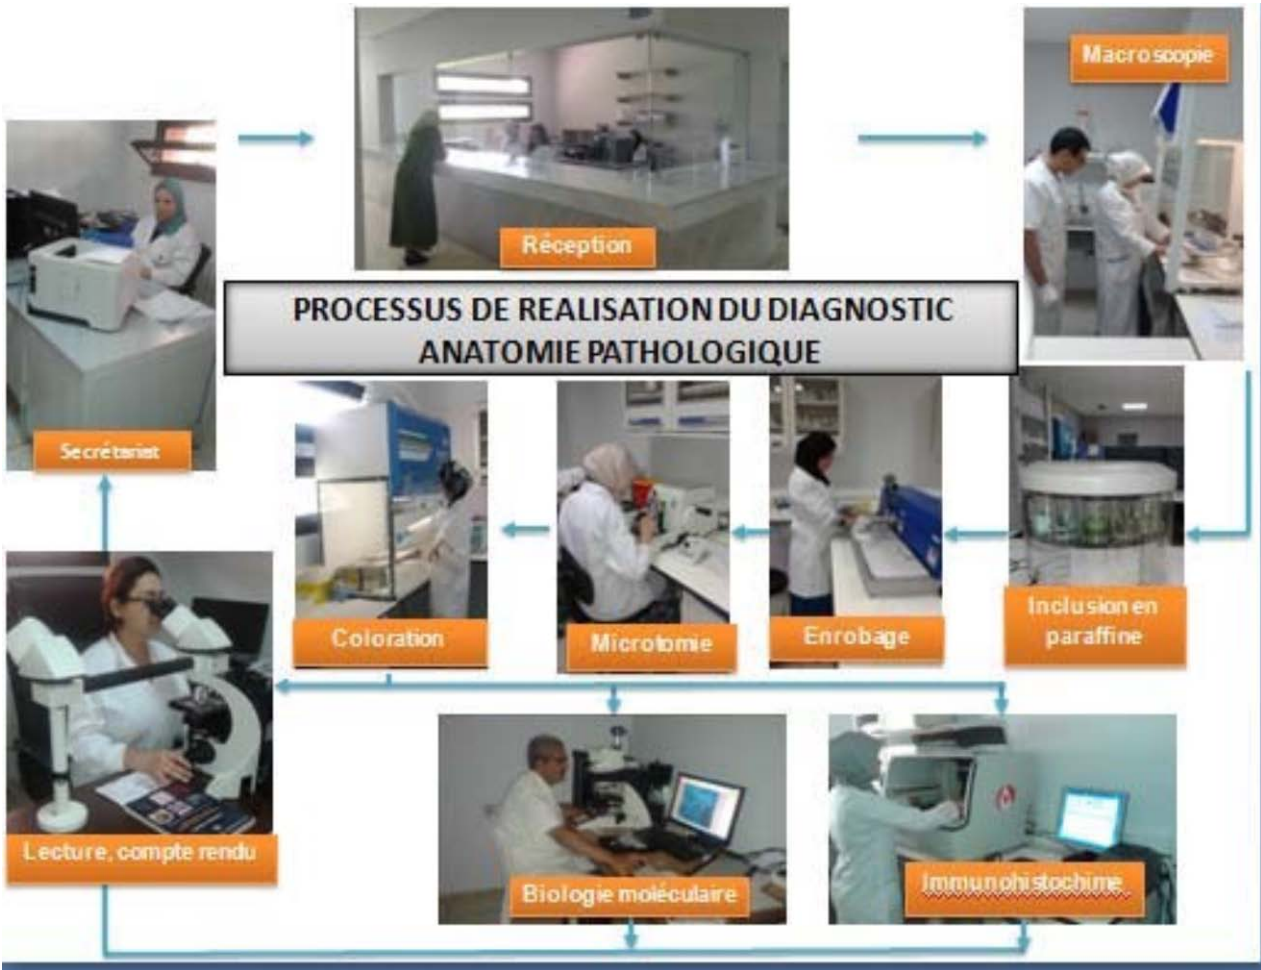 Macroscopie
Réception
PROCESSUS DE REALISATION DU DIAGNOSTIC
ANATOMIE PATHOLOGIQUE
Secrétariat
Coloration
Microtomie
Enrobage
Inclusion en
paraffine
Lecture, compte rendu
Biologie moléculaire
Immunohistochime